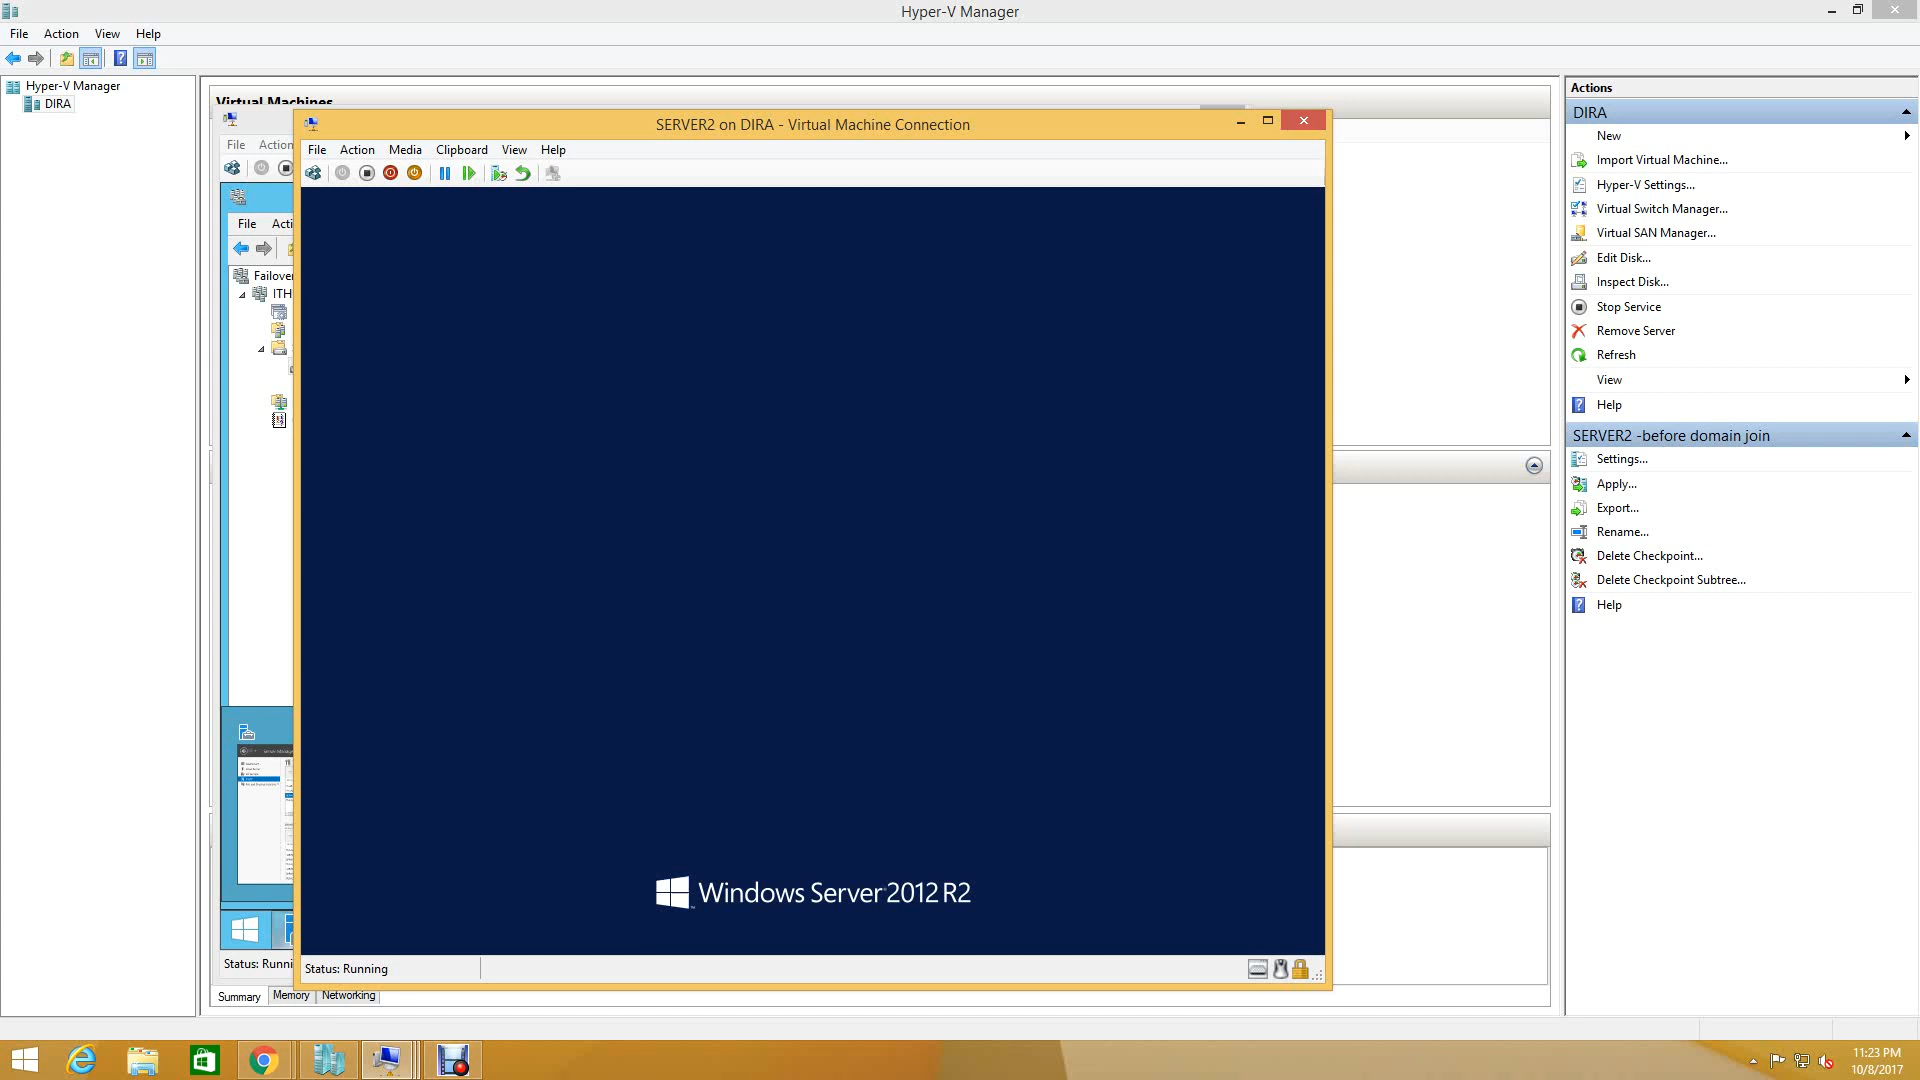 Hyper-V Manager
File Action View Help
Hyper-V Manager
DIRA
Virtual Machines
File Action
File
Failover
ITH
Status: Runni
Summary Memory Networking
SERVER2 on DIRA - Virtual Machine Connection
File Action Media Clipboard View Help
Windows Server 2012 R2
Status: Running
Actions
DIRA
New
Import Virtual Machine...
Hyper-V Settings...
Virtual Switch Manager...
Virtual SAN Manager...
Edit Disk...
Inspect Disk...
Stop Service
Remove Server
Refresh
View
Help
SERVER2 -before domain join
Settings...
Apply...
Export...
Rename...
Delete Checkpoint...
Delete Checkpoint Subtree...
Help
11:23 PM
10/8/2017